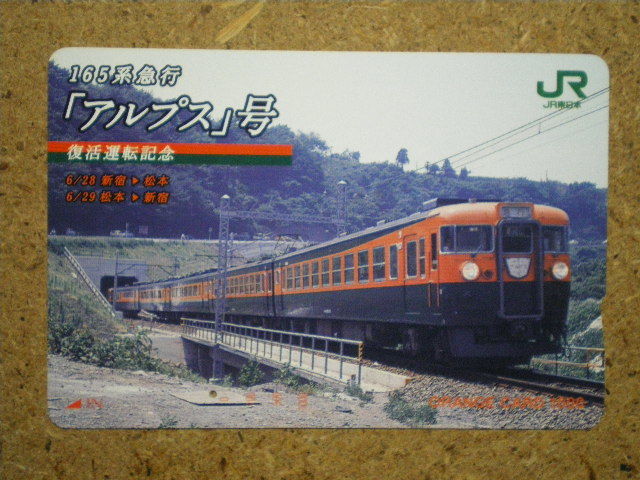 165系急行
「アルプス」号
復活運転記念
6/28 新宿 ▶ 松本
6/29 松本 ▶ 新宿
JR
JR東日本
ORANGE CARD 1000